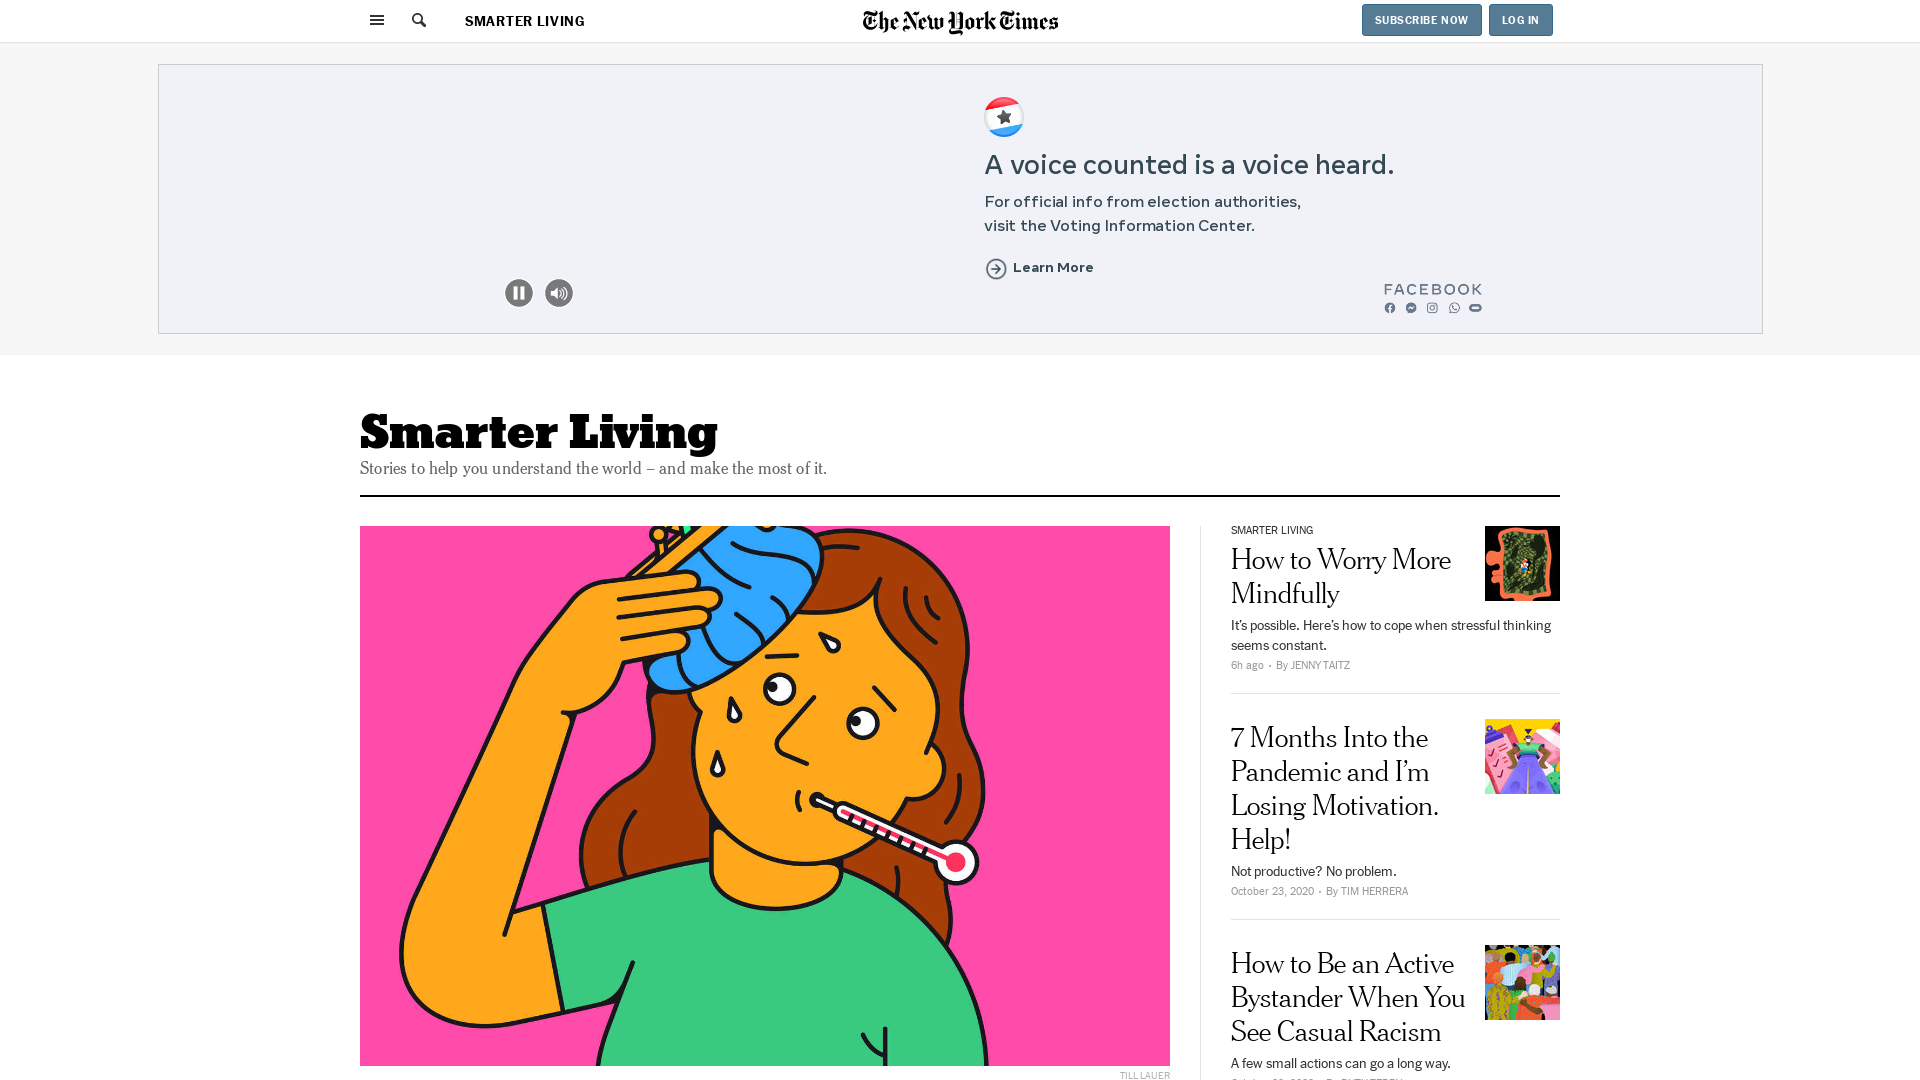 SMARTER LIVING
The New York Times
SUBSCRIBE NOW
LOG IN
A voice counted is a voice heard.
For official info from election authorities,
visit the Voting Information Center.
Learn More
FACEBOOK
Smarter Living
Stories to help you understand the world – and make the most of it.
TILL LAUER
SMARTER LIVING
How to Worry More
Mindfully
It’s possible. Here’s how to cope when stressful thinking
seems constant.
6h ago • By JENNY TAITZ
7 Months Into the
Pandemic and I’m
Losing Motivation.
Help!
Not productive? No problem.
October 23, 2020 • By TIM HERRERA
How to Be an Active
Bystander When You
See Casual Racism
A few small actions can go a long way.